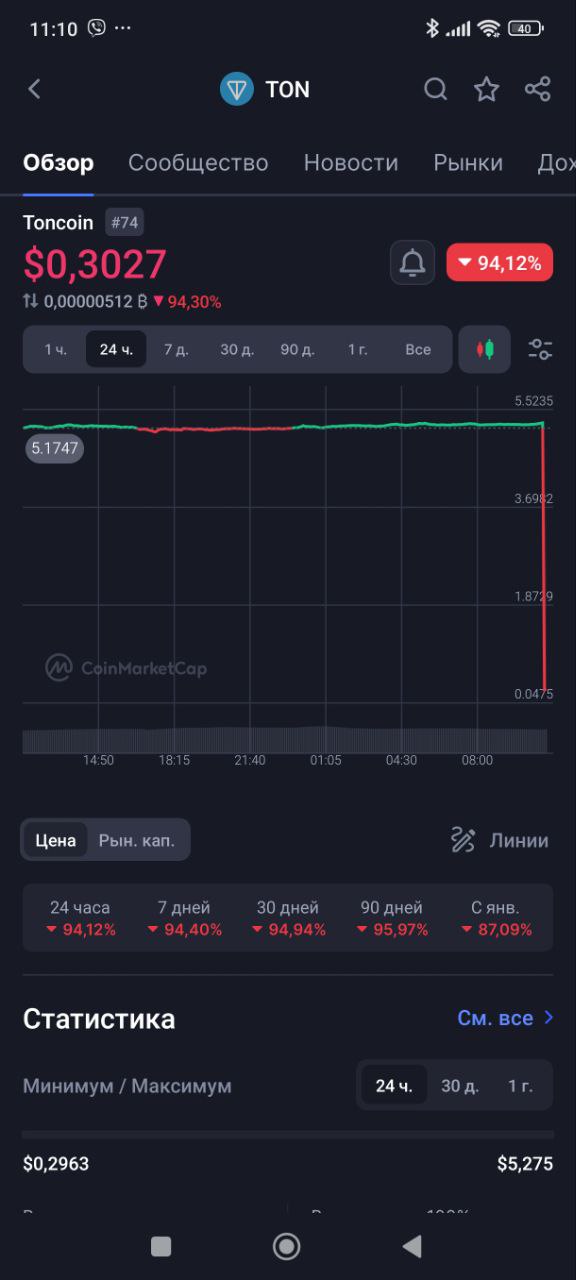 11:10 ... 40
TON
Обзор Сообщество Новости Рынки Дох
Toncoin #74
$0,3027 94,12%
0,00000512 ₿ 94,30%
1 ч. 24 ч. 7 д. 30 д. 90 д. 1 г. Все
5.5235
5.1747
3.6982
1.8729
CoinMarketCap
0.0475
14:50 18:15 21:40 01:05 04:30 08:00
Цена Рын. кап. Линии
24 часа 7 дней 30 дней 90 дней С янв.
94,12% 94,40% 94,94% 95,97% 87,09%
Статистика См. все
Минимум / Максимум 24 ч. 30 д. 1 г.
$0,2963 $5,275